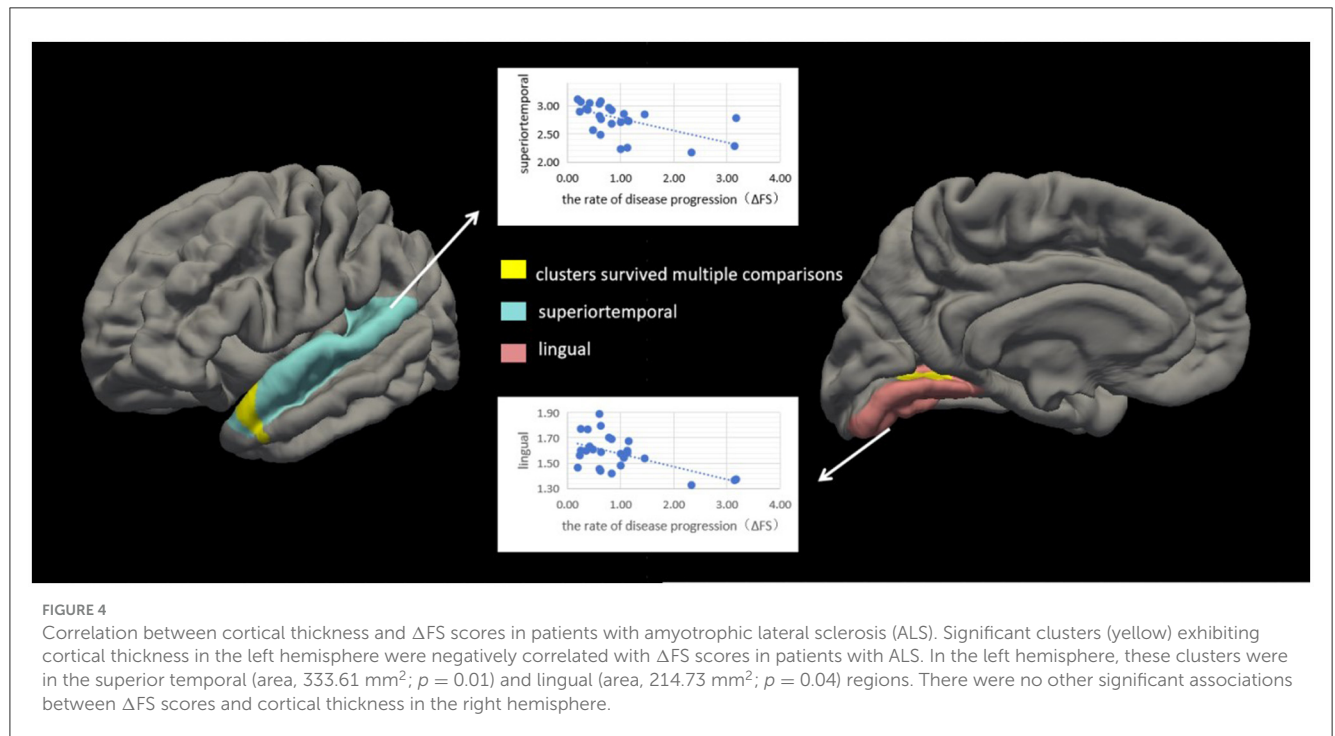 superiortemporal
3.00
2.50
2.00
0.00 1.00 2.00 3.00 4.00
the rate of disease progression（ΔFS）
clusters survived multiple comparisons
superiortemporal
lingual
lingual
1.90
1.70
1.50
1.30
0.00 1.00 2.00 3.00 4.00
the rate of disease progression（ΔFS）
FIGURE 4
Correlation between cortical thickness and ΔFS scores in patients with amyotrophic lateral sclerosis (ALS). Significant clusters (yellow) exhibiting
cortical thickness in the left hemisphere were negatively correlated with ΔFS scores in patients with ALS. In the left hemisphere, these clusters were
in the superior temporal (area, 333.61 mm²; p = 0.01) and lingual (area, 214.73 mm²; p = 0.04) regions. There were no other significant associations
between ΔFS scores and cortical thickness in the right hemisphere.